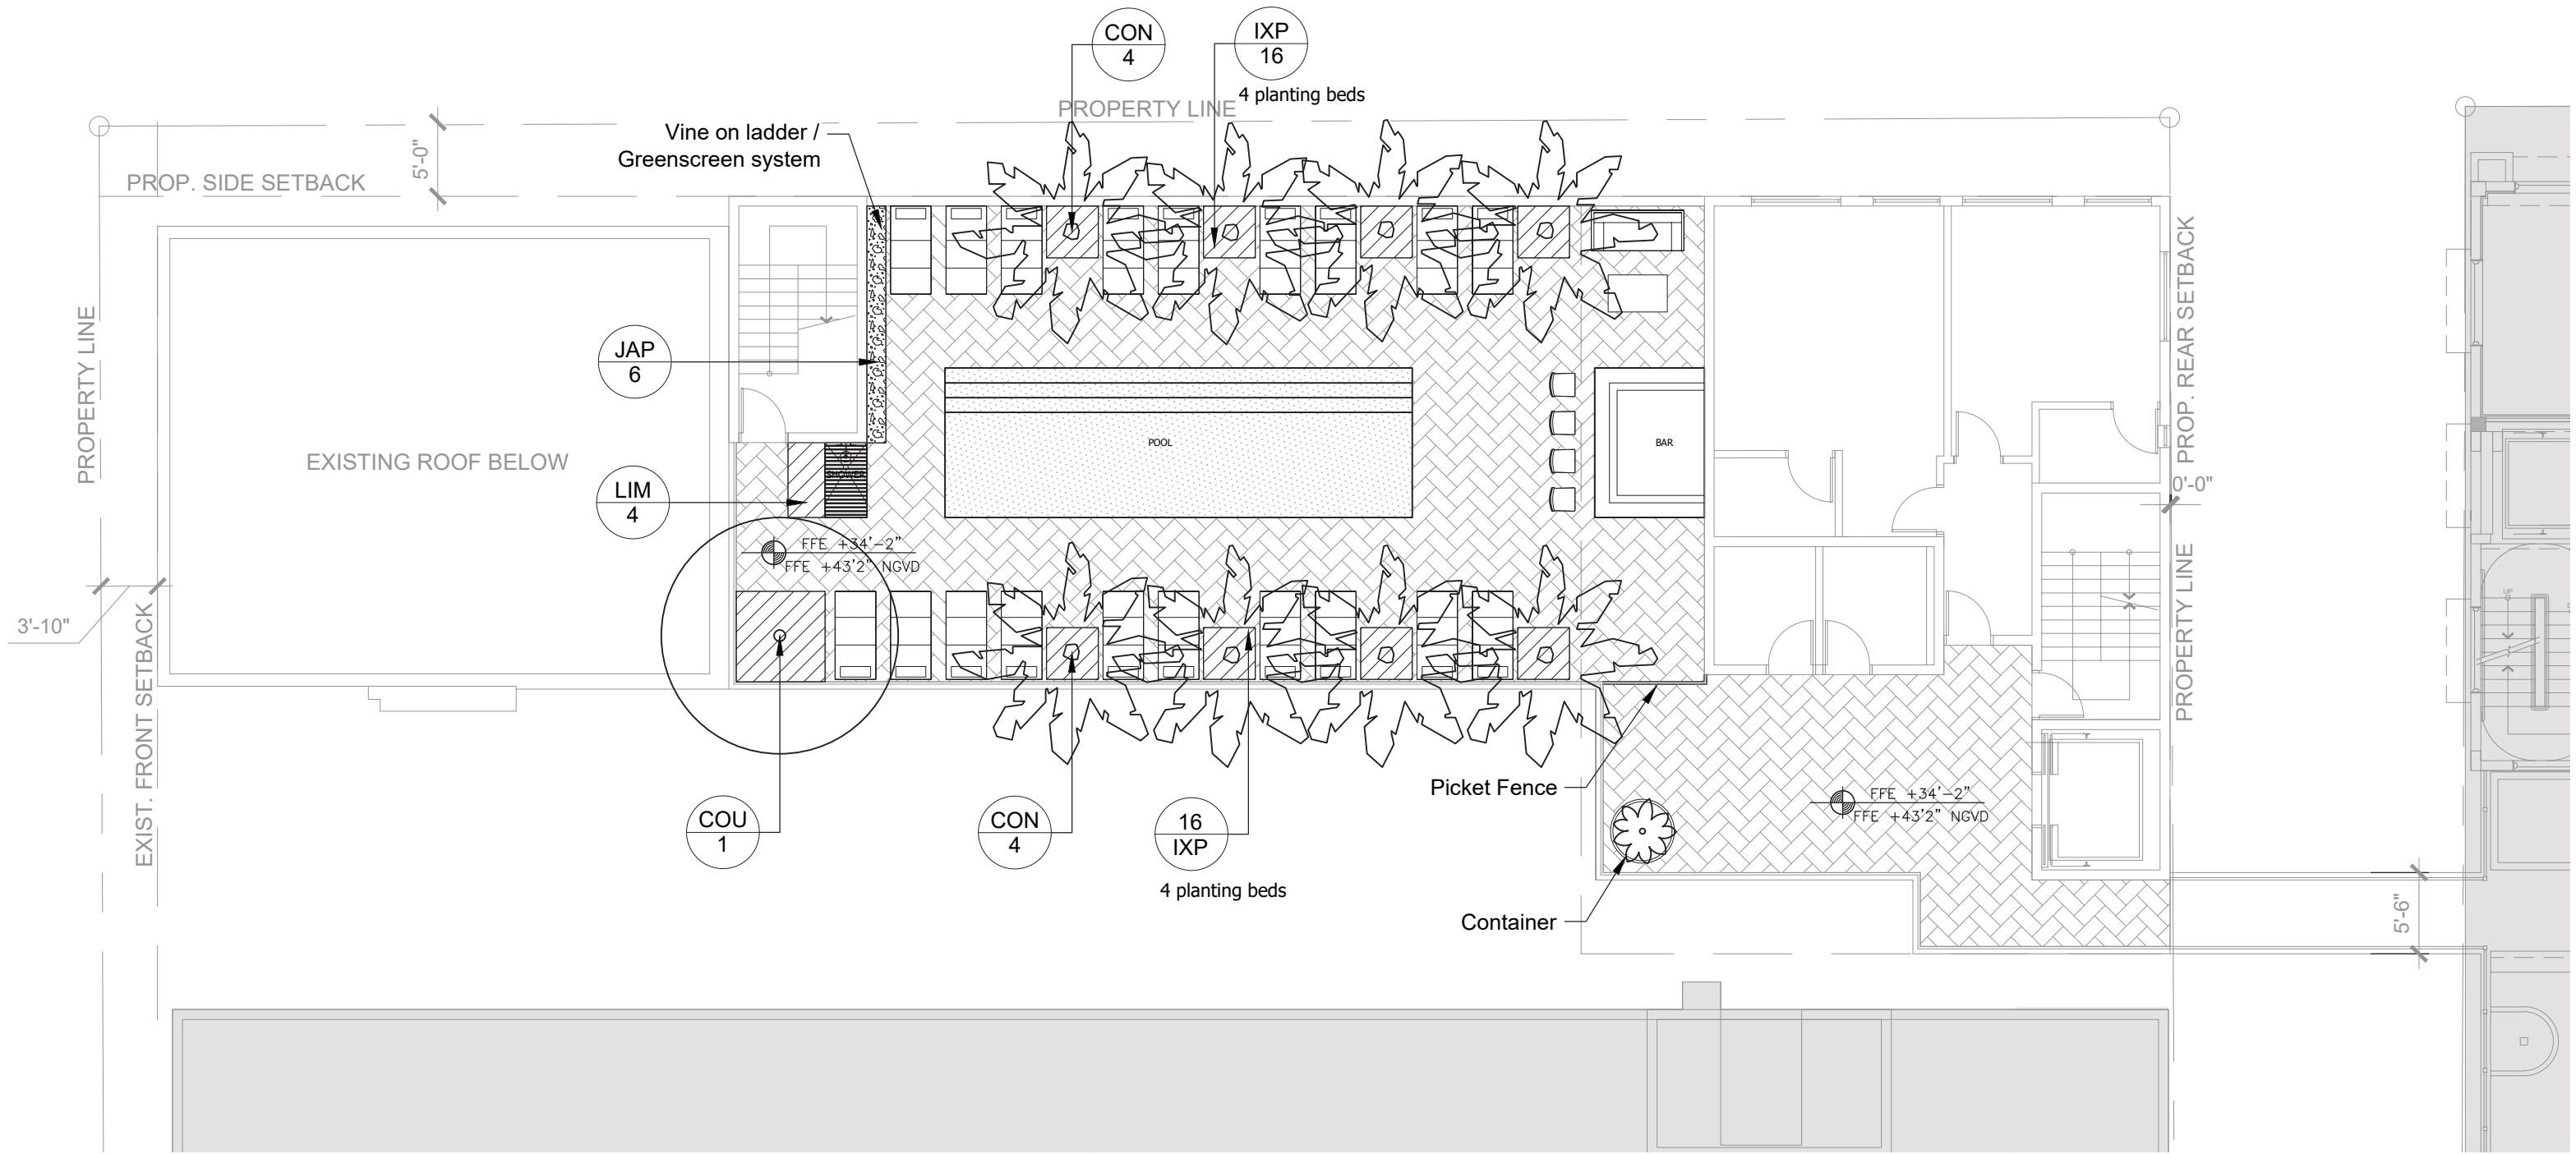 CON
4
IXP
16
4 planting beds
PROPERTY LINE
Vine on ladder /
Greenscreen system
5'-0"
PROP. SIDE SETBACK
PROPERTY LINE
PROP. REAR SETBACK
JAP
6
EXISTING ROOF BELOW
POOL
BAR
LIM
4
0'-0"
FFE +34'-2"
FFE +43'2" NGVD
3'-10"
EXIST. FRONT SETBACK
PROPERTY LINE
UP
Picket Fence
FFE +34'-2"
FFE +43'2" NGVD
COU
1
CON
4
16
IXP
4 planting beds
Container
5'-6"